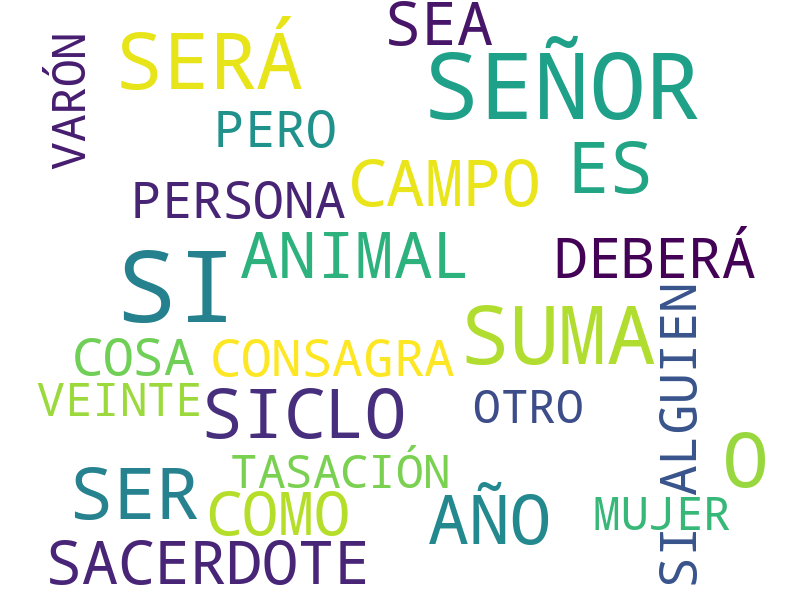 SEA
SERÁ
SEÑOR
VARÓN
PERO
ES
CAMPO
PERSONA
ANIMAL
DEBERÁ
SI
SUMA
COSA
CONSAGRA
SI ALGUIEN
VEINTE
SICLO
OTRO
O
TASACIÓN
SER
COMO
AÑO
MUJER
SACERDOTE